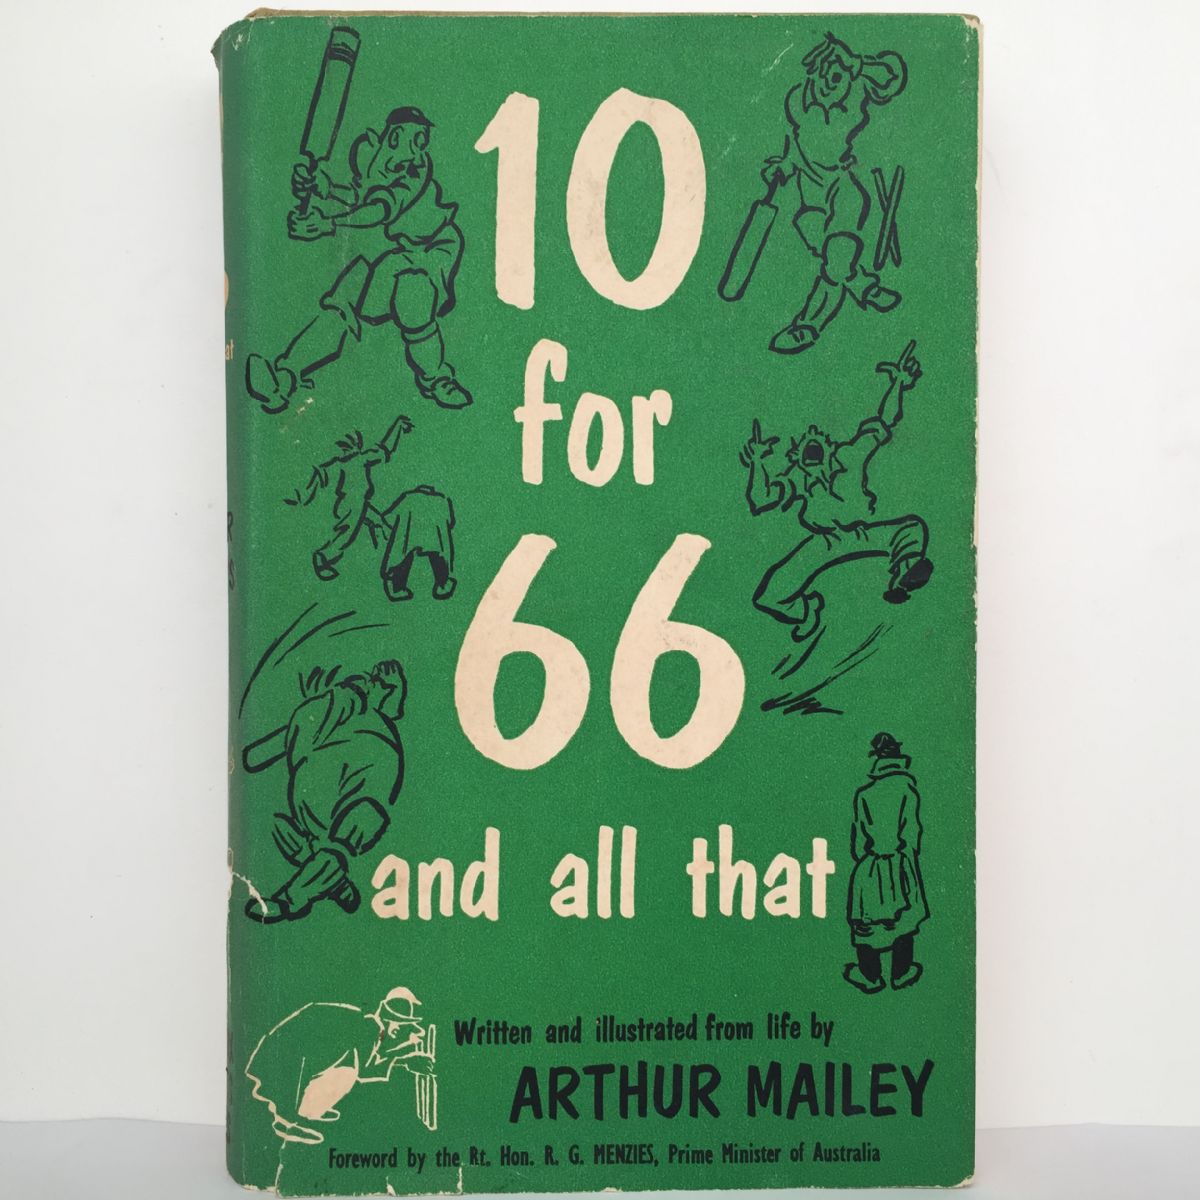 10
for
66
and all that
Written and illustrated from life by
ARTHUR MAILEY
Foreword by the Rt. Hon. R. G. MENZIES, Prime Minister of Australia